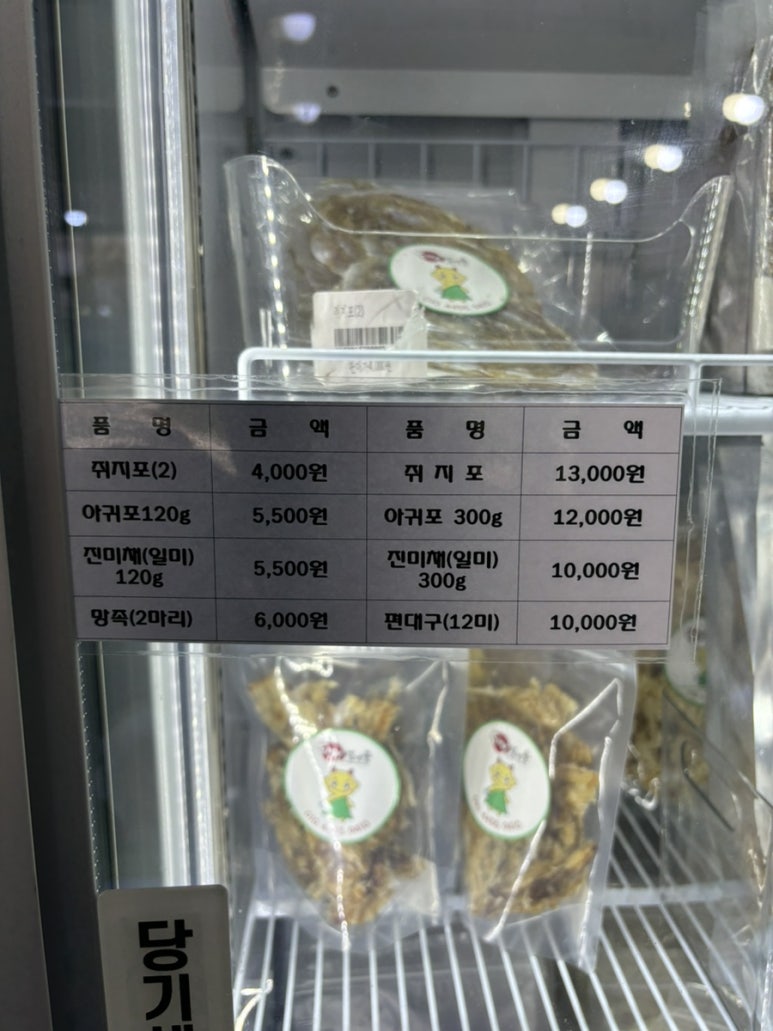 쥐치포(2)
품 명 금 액 품 명 금 액
쥐치포(2) 4,000원 쥐 치 포 13,000원
아귀포120g 5,500원 아귀포 300g 12,000원
진미채(일미)
120g 5,500원 진미채(일미)
300g 10,000원
망족(2마리) 6,000원 편대구(12미) 10,000원
당기